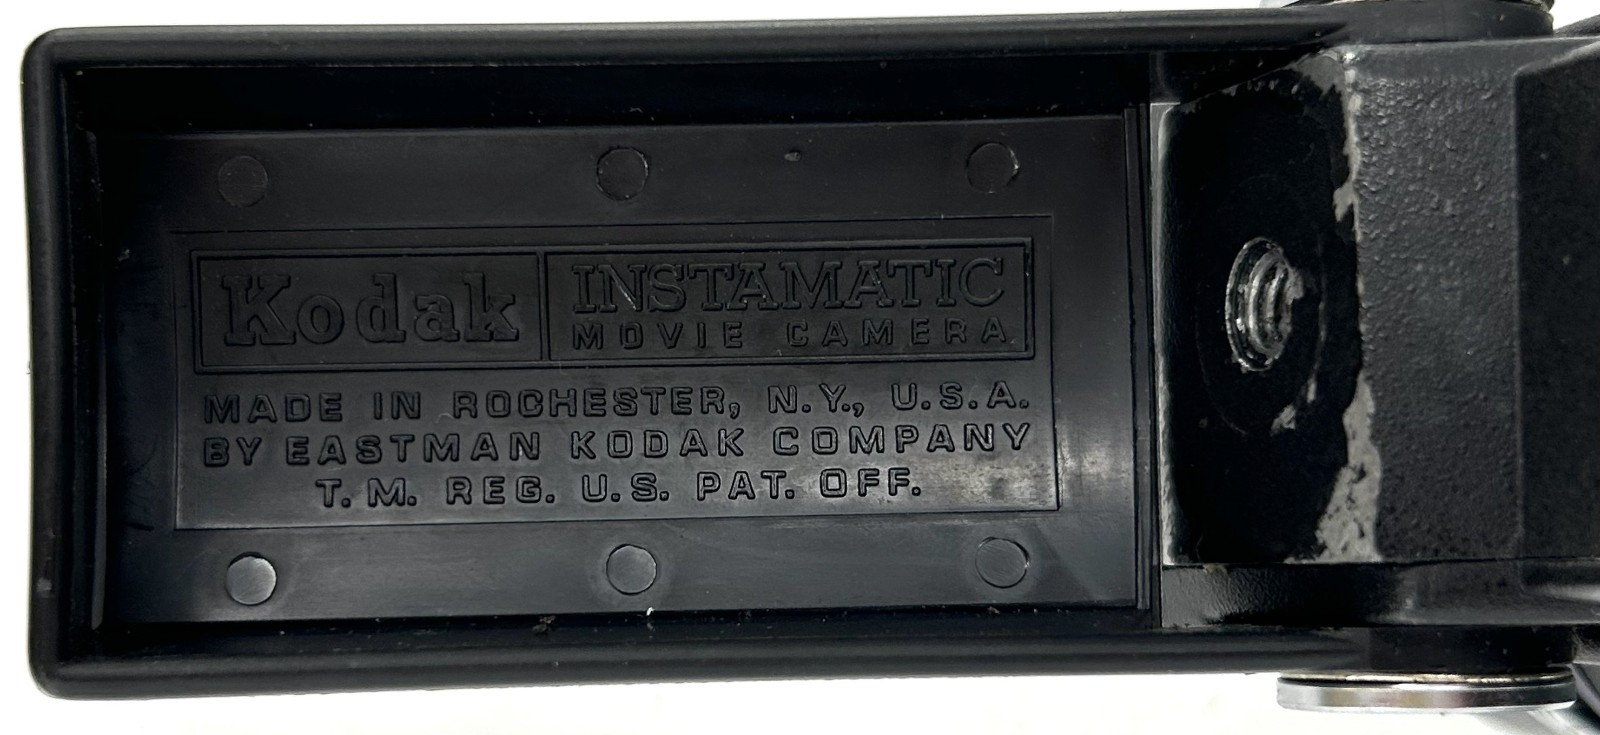 Kodak INSTAMATIC
MOVIE CAMERA
MADE IN ROCHESTER, N.Y., U.S.A.
BY EASTMAN KODAK COMPANY
T.M. REG. U.S. PAT. OFF.